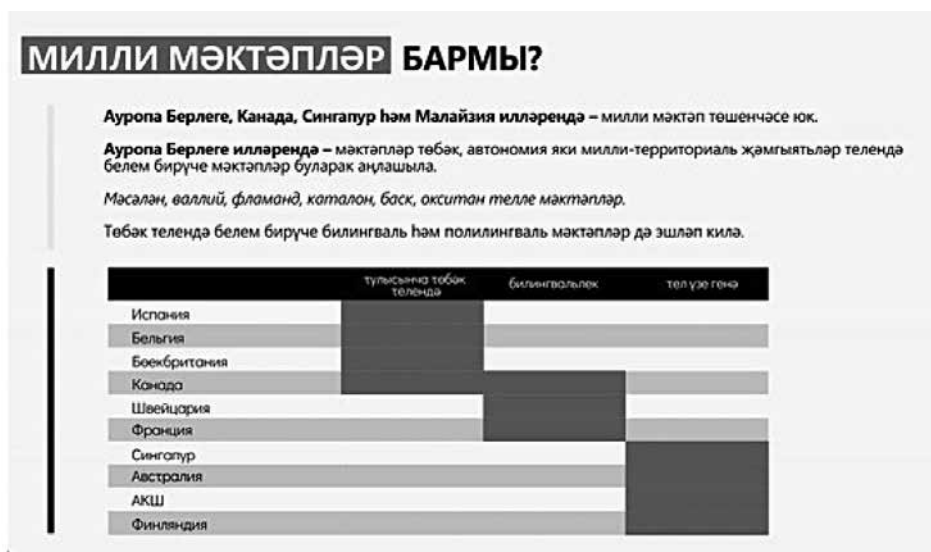 МИЛЛИ МӘКТӘПЛӘР БАРМЫ?
Ауропа Берлеге, Канада, Сингапур һәм Малайзия илләрендә – милли мәктәп төшенчәсе юк.
Ауропа Берлеге илләрендә – мәктәпләр төбәк, автономия яки милли-территориаль җәмгыятьләр телендә
белем бирүче мәктәпләр буларак аңлашыла.
Мәсәлән, валлий, фламанд, каталон, баск, окситан телле мәктәпләр.
Төбәк телендә белем бирүче билингваль һәм полилингваль мәктәпләр дә эшләп килә.
тулысынча төбәк
телендә
билингвальлек
тел үзе генә
Испания
Бельгия
Бөекбритания
Канада
Швейцария
Франция
Сингапур
Австралия
АКШ
Финляндия